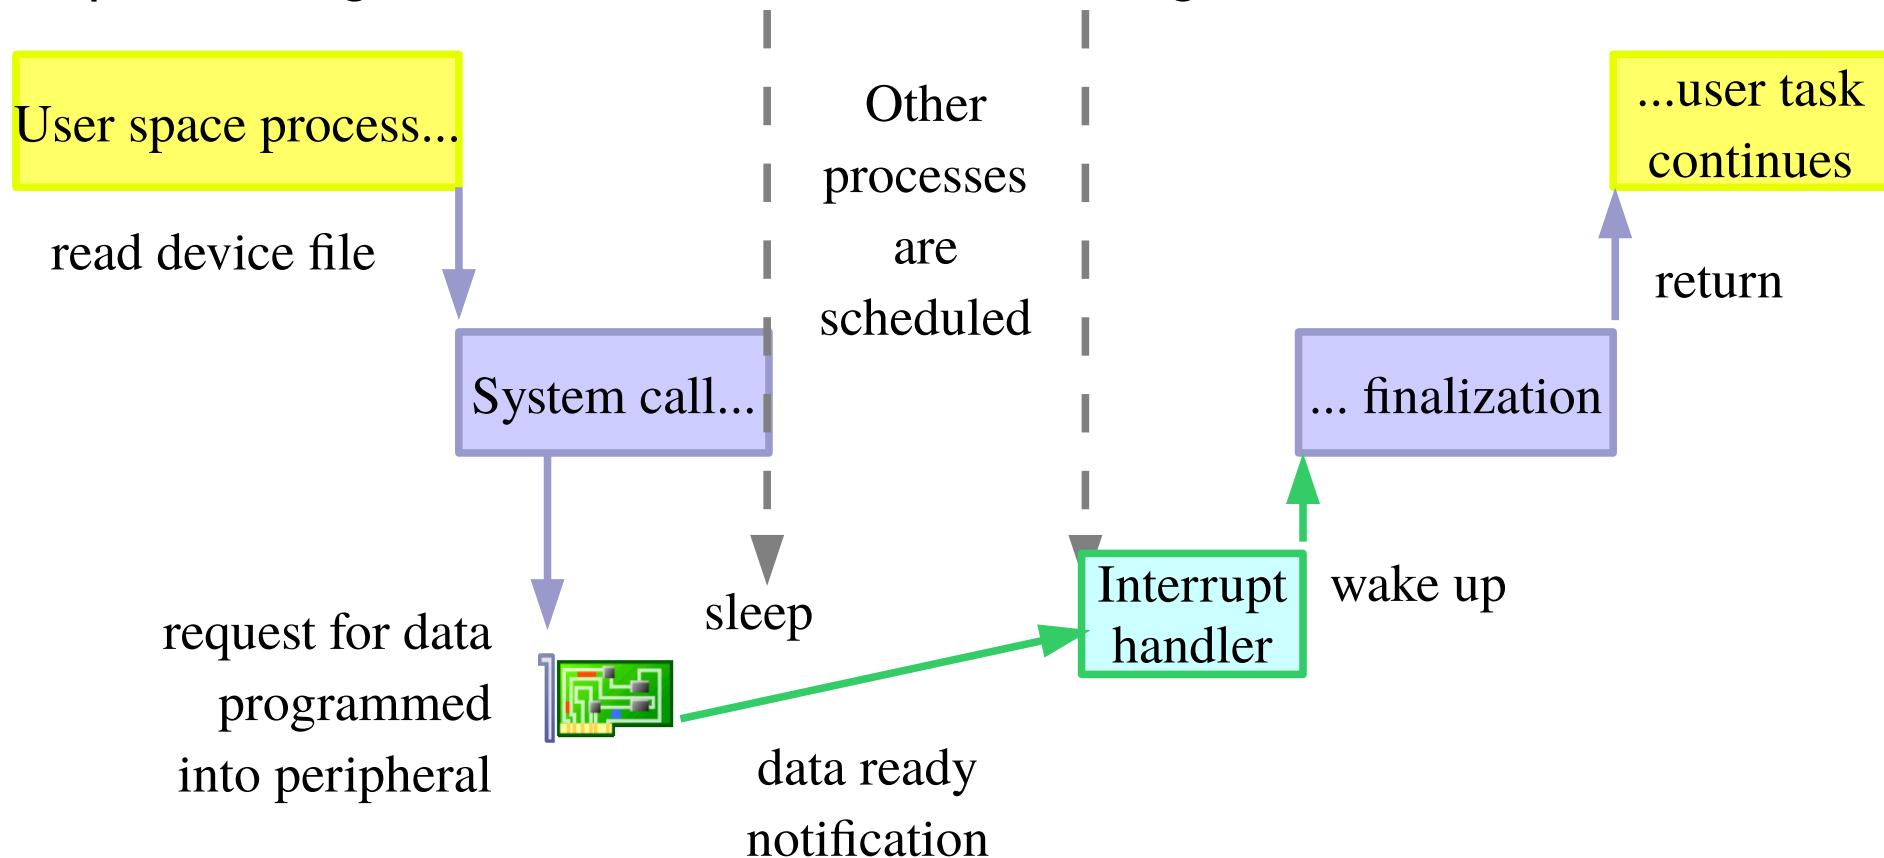 User space process...
read device file
System call...
request for data
programmed
into peripheral
sleep
Other
processes
are
scheduled
data ready
notification
Interrupt
handler
wake up
... finalization
return
...user task
continues